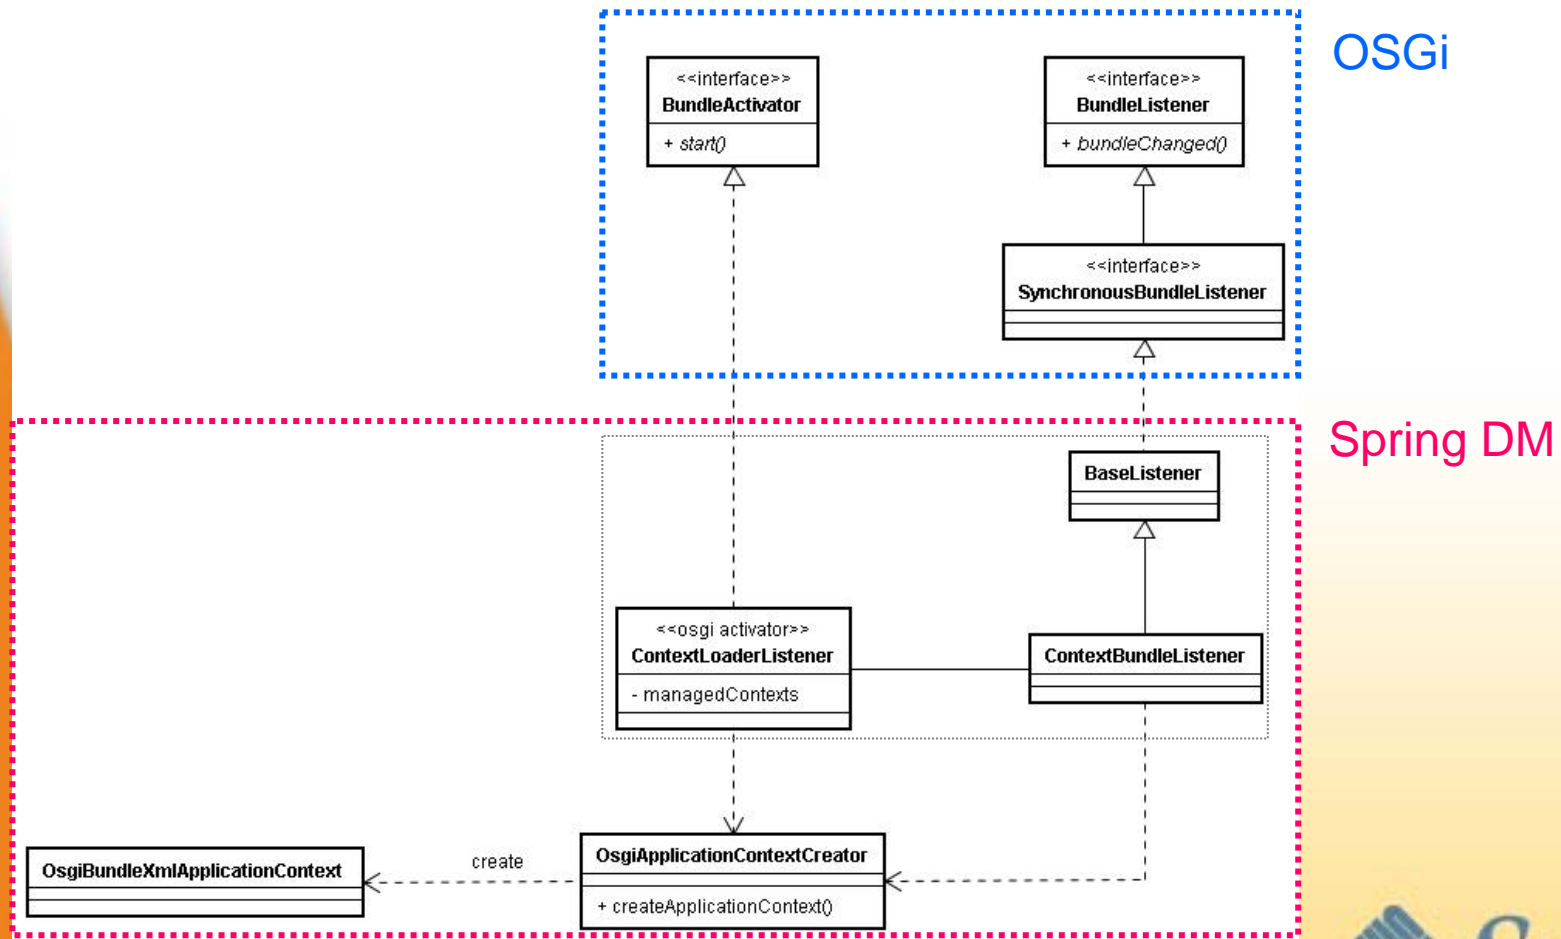 OSGi
<<interface>>
BundleActivator
+ start()
<<interface>>
BundleListener
+ bundleChanged()
<<interface>>
SynchronousBundleListener
Spring DM
BaseListener
<<osgi activator>>
ContextLoaderListener
- managedContexts
ContextBundleListener
OsgiBundleXmlApplicationContext
create
OsgiApplicationContextCreator
+ createApplicationContext()